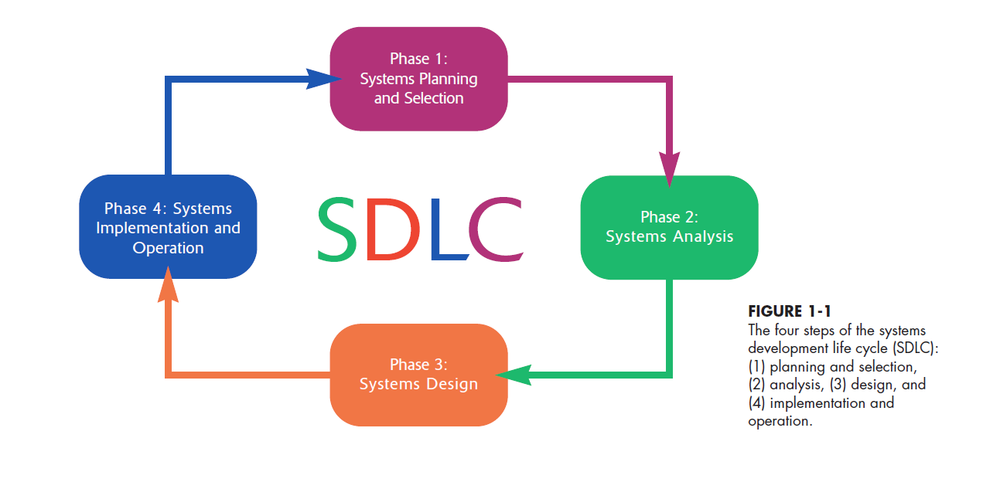 Phase 1:
Systems Planning
and Selection
Phase 4: Systems
Implementation and
Operation
SDLC
Phase 2:
Systems Analysis
Phase 3:
Systems Design
FIGURE 1-1
The four steps of the systems
development life cycle (SDLC):
(1) planning and selection,
(2) analysis, (3) design, and
(4) implementation and
operation.